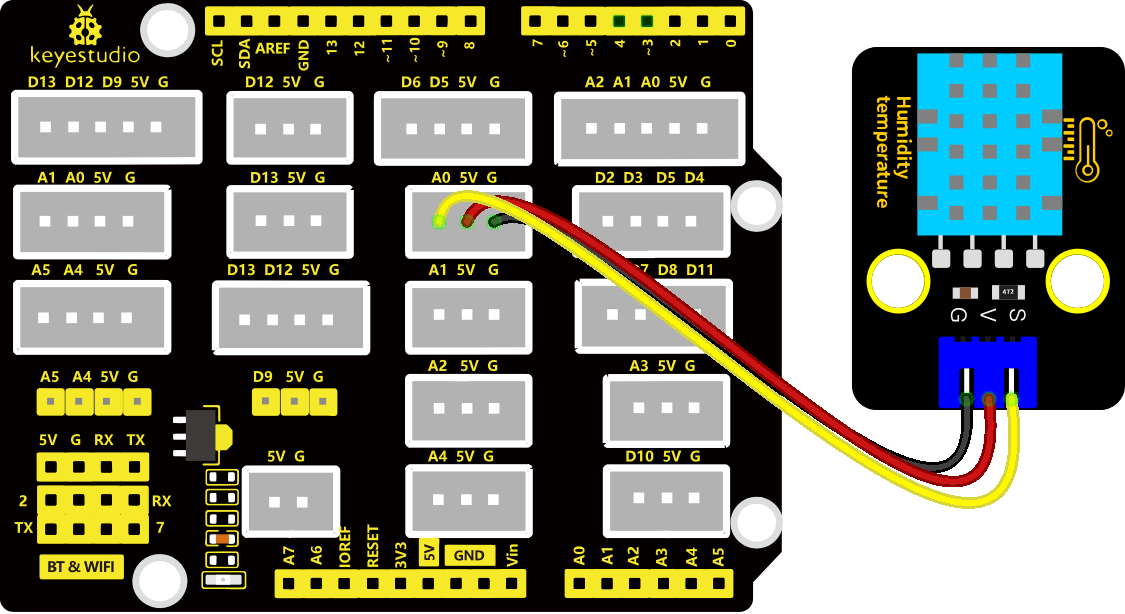 keyestudio
SCL SDA AREF GND 13 12 ~11 ~10 ~9 8
7 ~6 ~5 4 ~3 2 1 0
D13 D12 D9 5V G
D12 5V G
D6 D5 5V G
A2 A1 A0 5V G
A1 A0 5V G
D13 5V G
A0 5V G
D2 D3 D5 D4
A5 A4 5V G
D13 D12 5V G
A1 5V G
D7 D8 D11
A2 5V G
A3 5V G
A5 A4 5V G
D9 5V G
5V G RX TX
2 RX
TX 7
BT & WIFI
5V G
A4 5V G
D10 5V G
A7 A6 IOREF RESET 3V3 5V GND Vin
A0 A1 A2 A3 A4 A5
Humidity
temperature
472
G V S